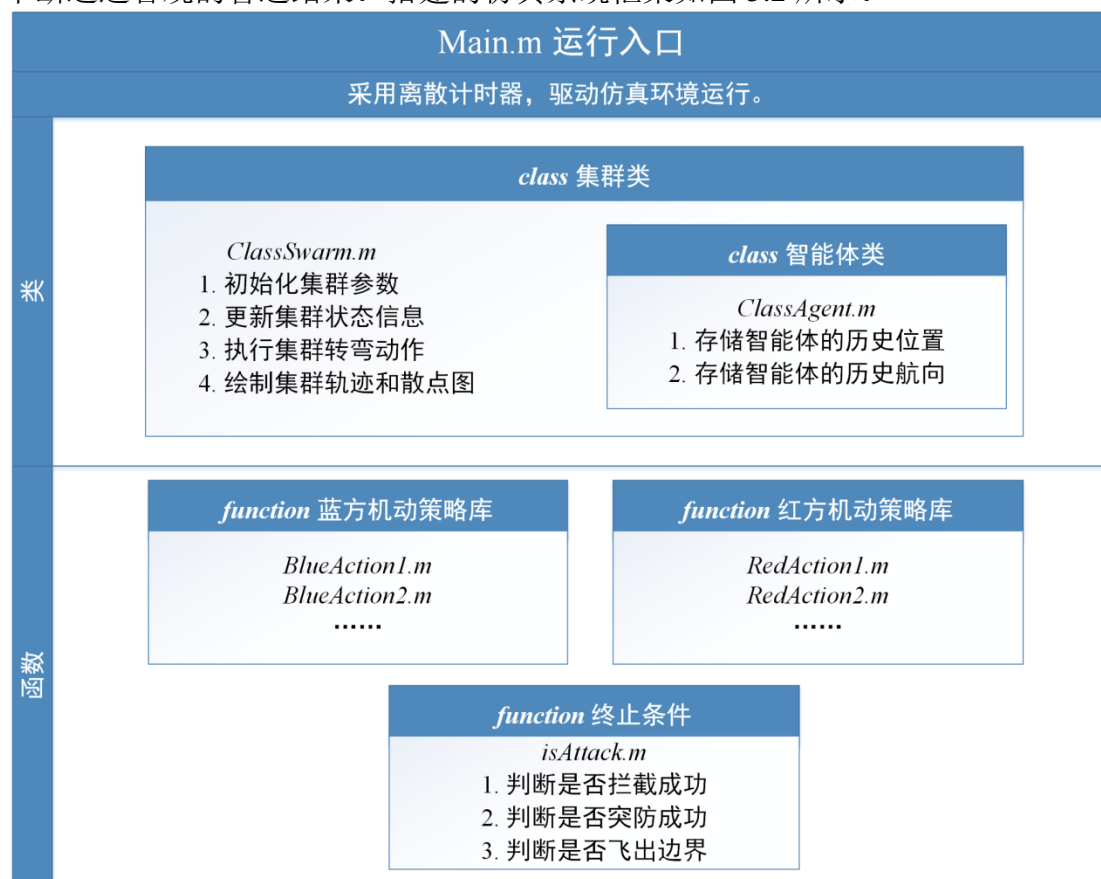 Main.m 运行入口
采用离散计时器，驱动仿真环境运行。
类
class 集群类
ClassSwarm.m
1. 初始化集群参数
2. 更新集群状态信息
3. 执行集群转弯动作
4. 绘制集群轨迹和散点图
class 智能体类
ClassAgent.m
1. 存储智能体的历史位置
2. 存储智能体的历史航向
函数
function 蓝方机动策略库
BlueAction1.m
BlueAction2.m
······
function 红方机动策略库
RedAction1.m
RedAction2.m
······
function 终止条件
isAttack.m
1. 判断是否拦截成功
2. 判断是否突防成功
3. 判断是否飞出边界